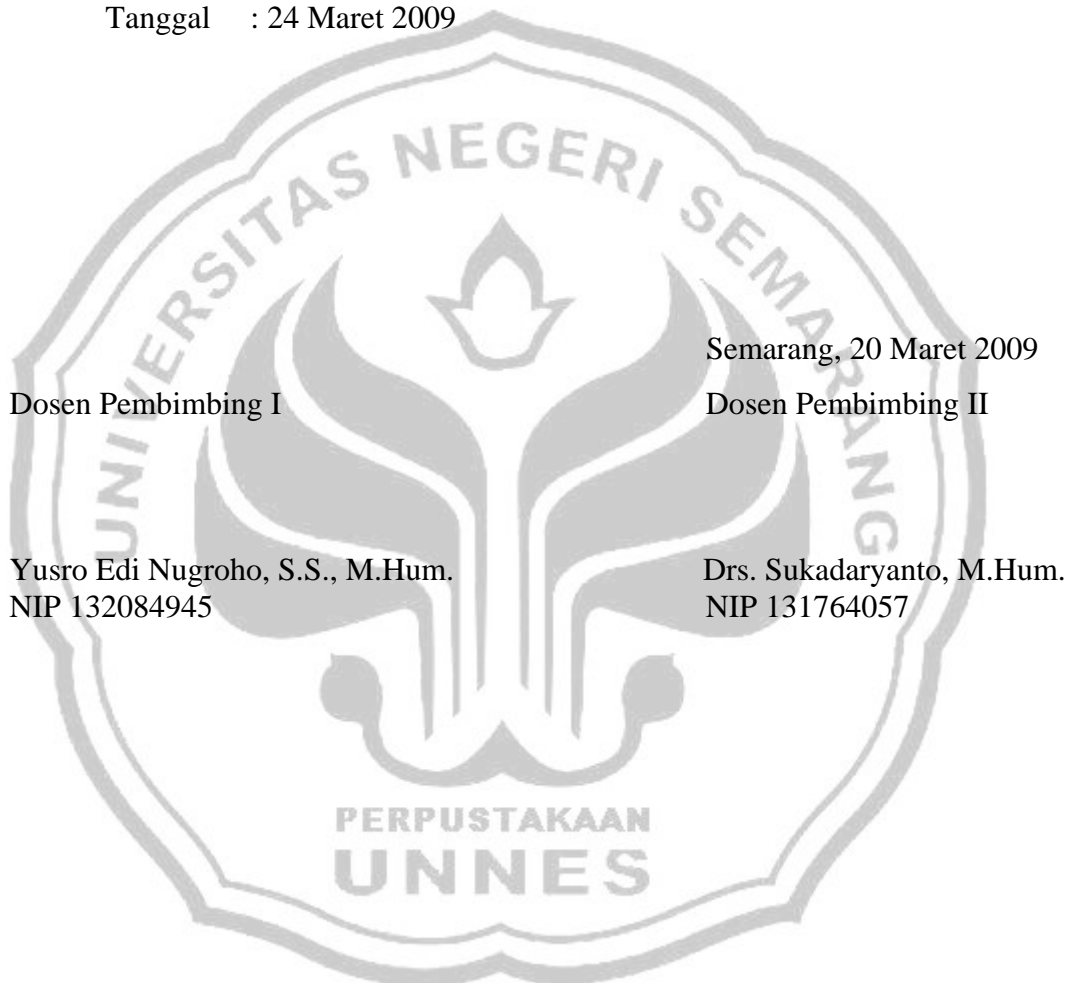 Tanggal : 24 Maret 2009
UNIVERSITAS NEGERI SEMARANG
Semarang, 20 Maret 2009
Dosen Pembimbing I Dosen Pembimbing II
Yusro Edi Nugroho, S.S., M.Hum. Drs. Sukadaryanto, M.Hum.
NIP 132084945 NIP 131764057
PERPUSTAKAAN
UNNES